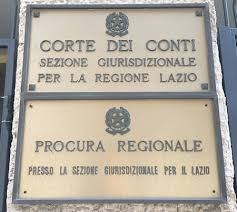 CORTE DEI CONTI
SEZIONE GIURISDIZIONALE
PER LA REGIONE LAZIO
PROCURA REGIONALE
PRESSO LA SEZIONE GIURISDIZIONALE PER IL LAZIO